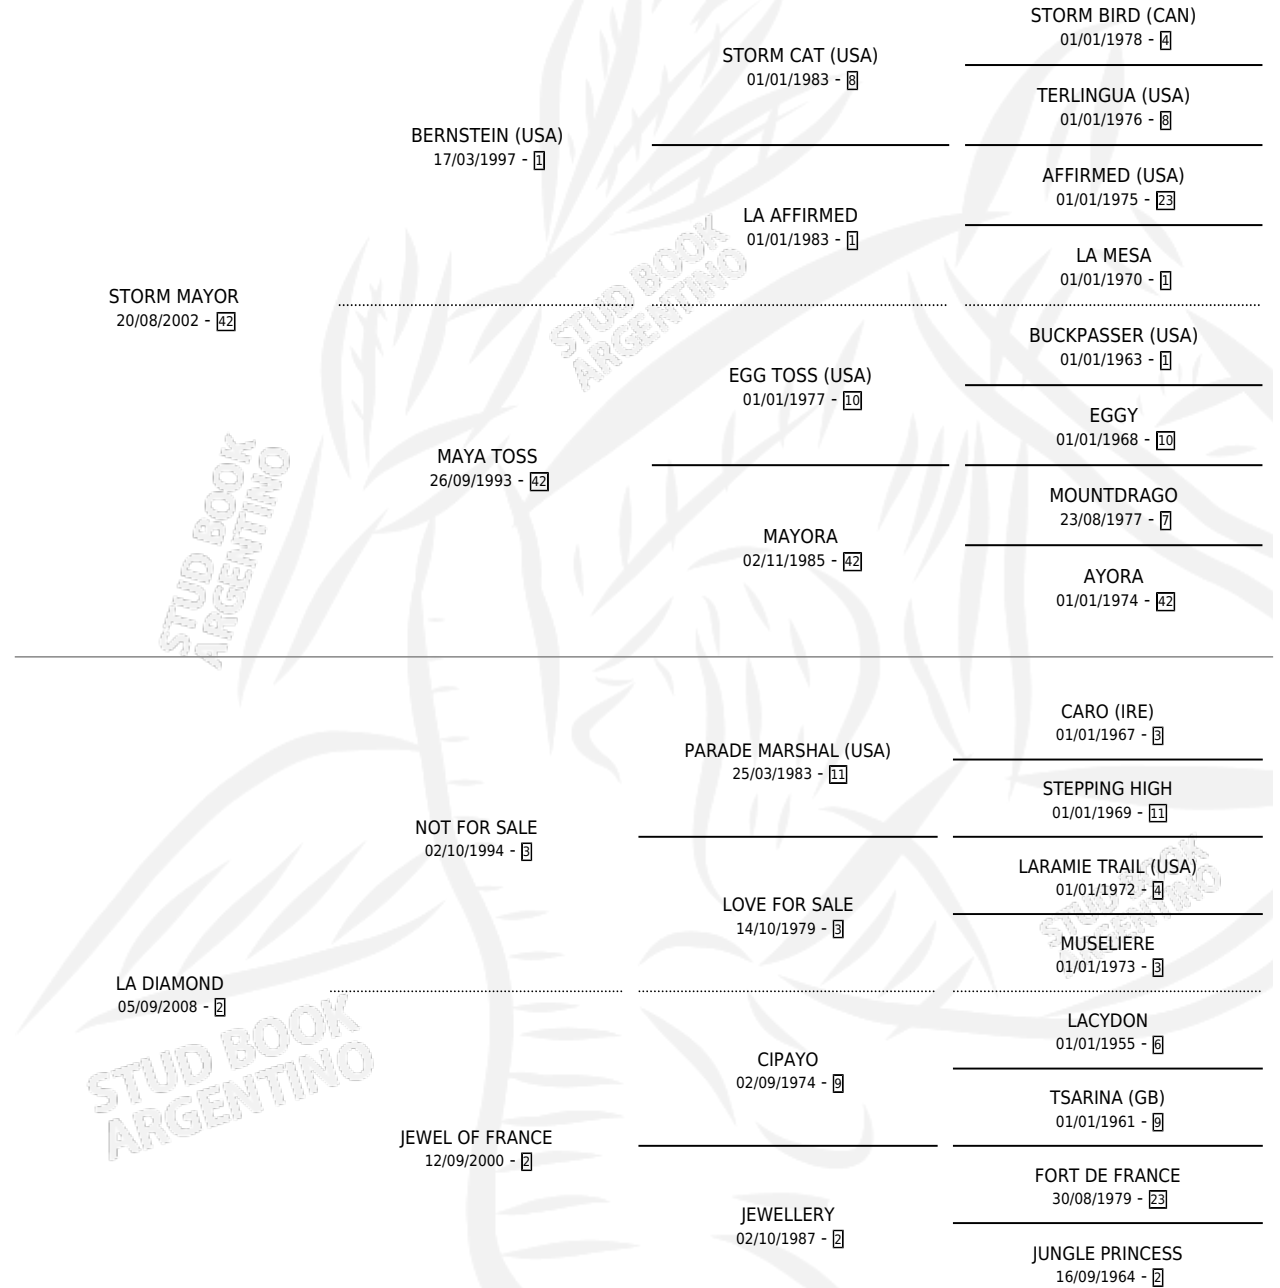 STORM BIRD (CAN)
01/01/1978 - 4
STORM CAT (USA)
01/01/1983 - 8
TERLINGUA (USA)
01/01/1976 - 8
BERNSTEIN (USA)
17/03/1997 - 1
AFFIRMED (USA)
01/01/1975 - 23
LA AFFIRMED
01/01/1983 - 1
LA MESA
01/01/1970 - 1
STORM MAYOR
20/08/2002 - 42
BUCKPASSER (USA)
01/01/1963 - 1
EGG TOSS (USA)
01/01/1977 - 10
EGGY
01/01/1968 - 10
MAYA TOSS
26/09/1993 - 42
MOUNTDRAGO
23/08/1977 - 7
MAYORA
02/11/1985 - 42
AYORA
01/01/1974 - 42
CARO (IRE)
01/01/1967 - 3
PARADE MARSHAL (USA)
25/03/1983 - 11
STEPPING HIGH
01/01/1969 - 11
NOT FOR SALE
02/10/1994 - 3
LARAMIE TRAIL (USA)
01/01/1972 - 4
LOVE FOR SALE
14/10/1979 - 3
MUSELIERE
01/01/1973 - 3
LA DIAMOND
05/09/2008 - 2
LACYDON
01/01/1955 - 6
CIPAYO
02/09/1974 - 9
TSARINA (GB)
01/01/1961 - 9
JEWEL OF FRANCE
12/09/2000 - 2
FORT DE FRANCE
30/08/1979 - 23
JEWELLERY
02/10/1987 - 2
JUNGLE PRINCESS
16/09/1964 - 2
STUD BOOK
ARGENTINO
STUD BOOK
ARGENTINO
STUD BOOK
ARGENTINO
STUD BOOK
ARGENTINO